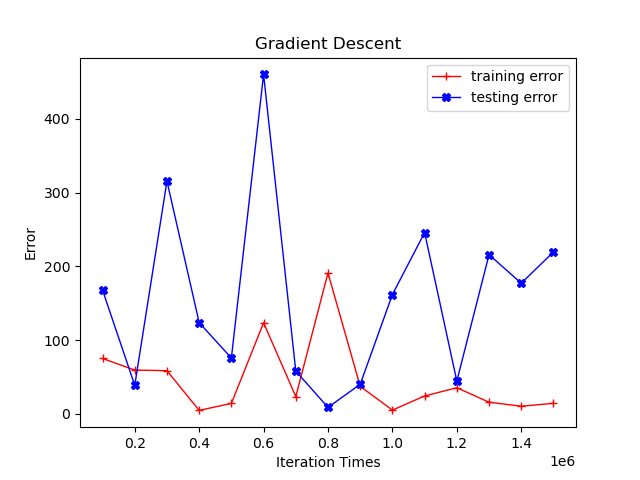 Gradient Descent
training error
testing error
400
300
200
100
0
Error
0.2 0.4 0.6 0.8 1.0 1.2 1.4
Iteration Times
1e6